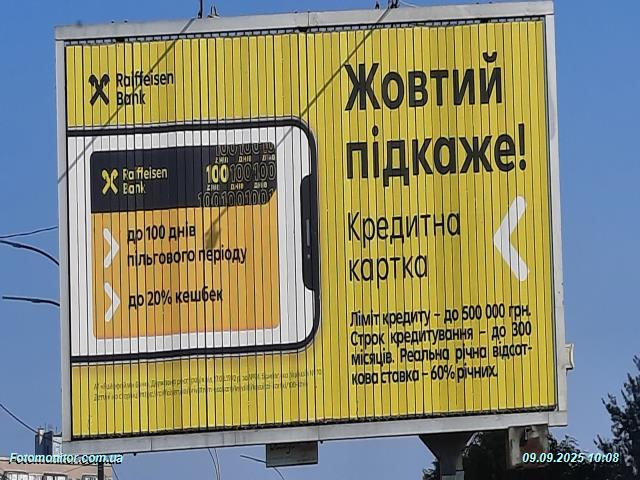 Raiffeisen
Bank
Жовтий
підкаже!
Raiffeisen
Bank
100 днів
до 100 днів
пільгового періоду
до 20% кешбек
Кредитна
картка
Ліміт кредиту – до 500 000 грн.
Строк кредитування – до 300
місяців. Реальна річна відсот-
кова ставка – 60% річних.
Fotomonitor.com.ua
09.09.2025 10:08